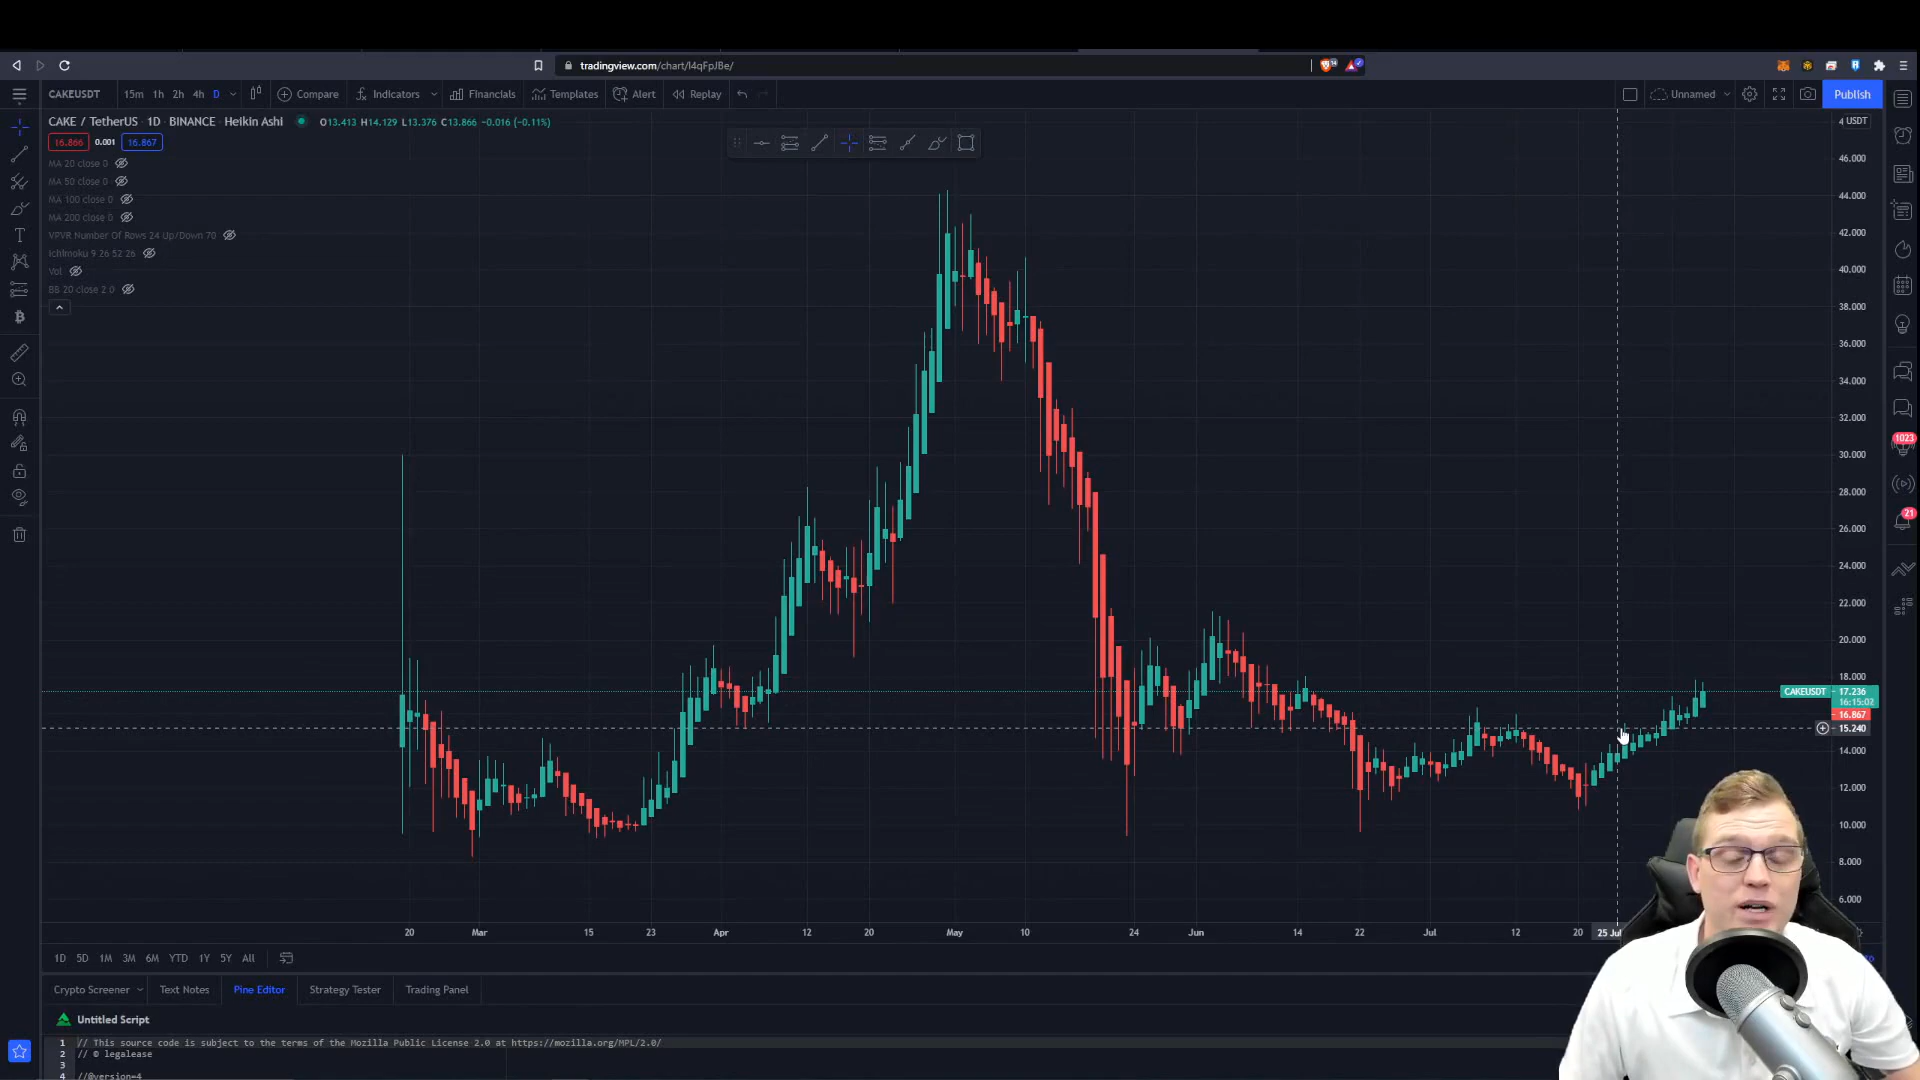 tradingview.com/chart/l4qFpJBe/
CAKEUSDT 15m 1h 2h 4h D Compare Indicators Financials Templates Alert Replay Unnamed Publish
CAKE / TetherUS · 1D · BINANCE · Heikin Ashi O13.413 H14.129 L13.376 C13.866 −0.016 (−0.11%)
16.866 0.001 16.867
MA 20 close 0
MA 50 close 0
MA 100 close 0
MA 200 close 0
VPVR Number Of Rows 24 Up/Down 70
Ichimoku 9 26 52 26
Vol
BB 20 close 2 0
USDT
46.000
44.000
42.000
40.000
38.000
36.000
34.000
32.000
30.000
28.000
26.000
24.000
22.000
20.000
18.000
CAKEUSDT 17.236
16:15:02
16.867
15.240
14.000
12.000
10.000
8.000
6.000
1023
21
20 Mar 15 23 Apr 12 20 May 10 24 Jun 14 22 Jul 12 20 25 Jul
1D 5D 1M 3M 6M YTD 1Y 5Y All
Crypto Screener Text Notes Pine Editor Strategy Tester Trading Panel
Untitled Script
1 // This source code is subject to the terms of the Mozilla Public License 2.0 at https://mozilla.org/MPL/2.0/
2 // © legalease
3
4 //@version=4